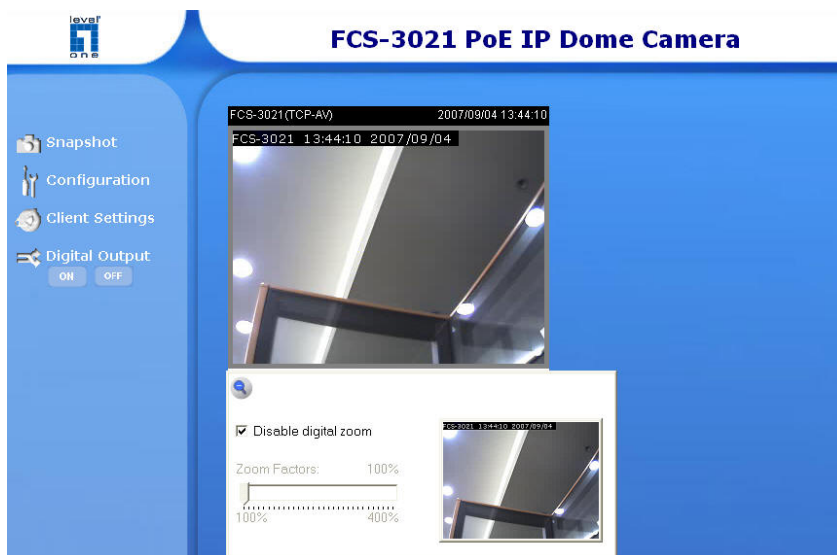 level
one
FCS-3021 PoE IP Dome Camera
Snapshot
Configuration
Client Settings
Digital Output
ON OFF
FCS-3021(TCP-AV) 2007/09/04 13:44:10
FCS-3021 13:44:10 2007/09/04
Disable digital zoom
Zoom Factors: 100%
100% 400%
FCS-3021 13:44:10 2007/09/04